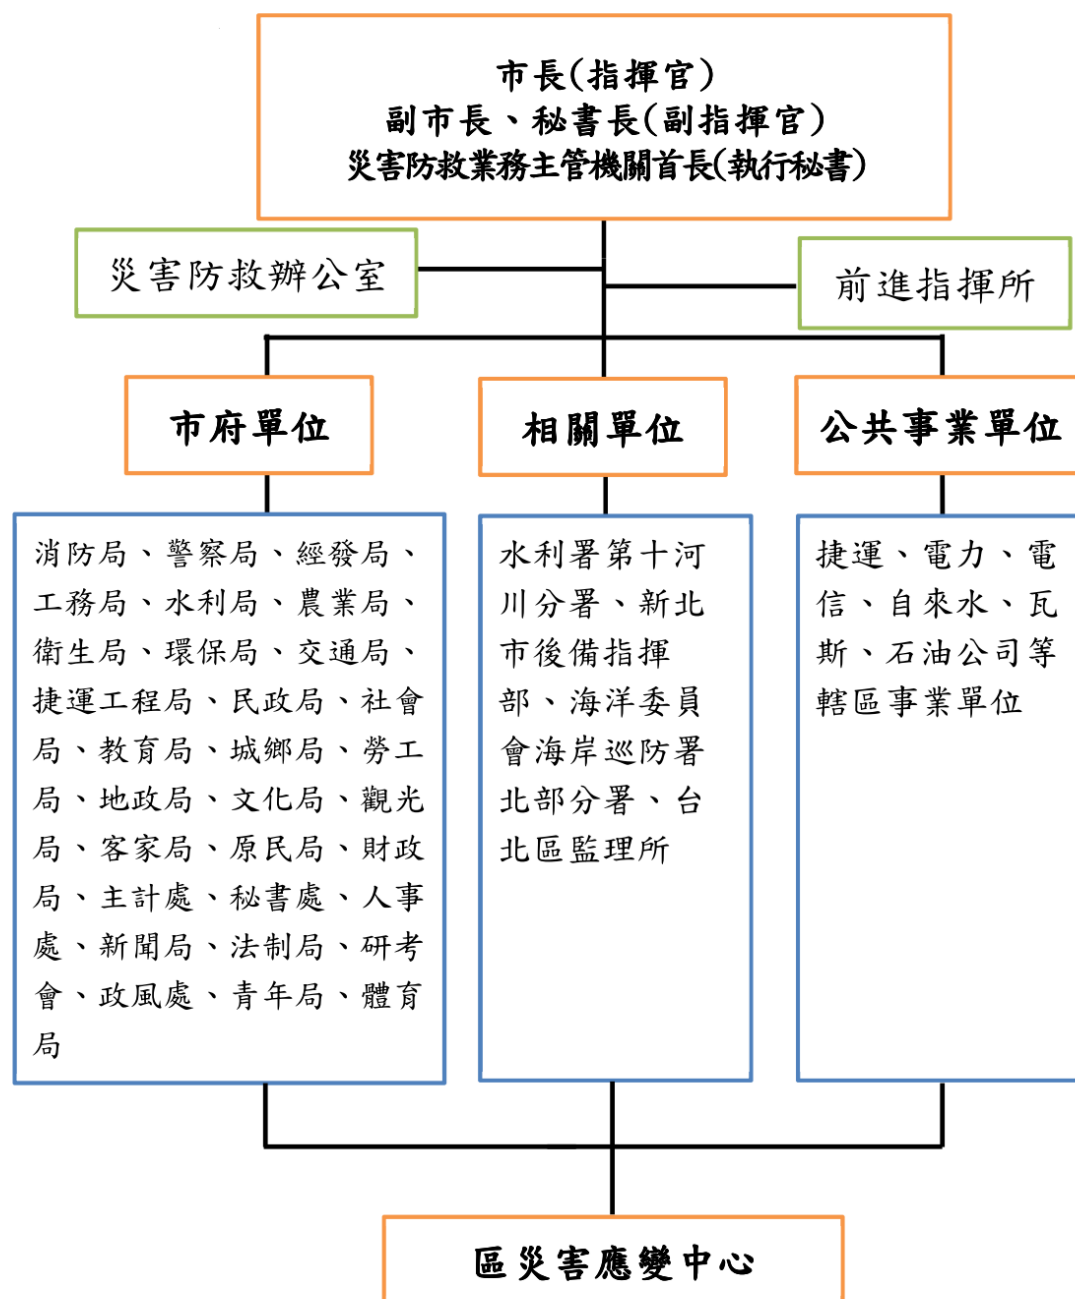 市長(指揮官)
副市長、秘書長(副指揮官)
災害防救業務主管機關首長(執行秘書)
災害防救辦公室
前進指揮所
市府單位
相關單位
公共事業單位
消防局、警察局、經發局、
工務局、水利局、農業局、
衛生局、環保局、交通局、
捷運工程局、民政局、社會
局、教育局、城鄉局、勞工
局、地政局、文化局、觀光
局、客家局、原民局、財政
局、主計處、秘書處、人事
處、新聞局、法制局、研考
會、政風處、青年局、體育
局
水利署第十河
川分署、新北
市後備指揮
部、海洋委員
會海岸巡防署
北部分署、台
北區監理所
捷運、電力、電
信、自來水、瓦
斯、石油公司等
轄區事業單位
區災害應變中心